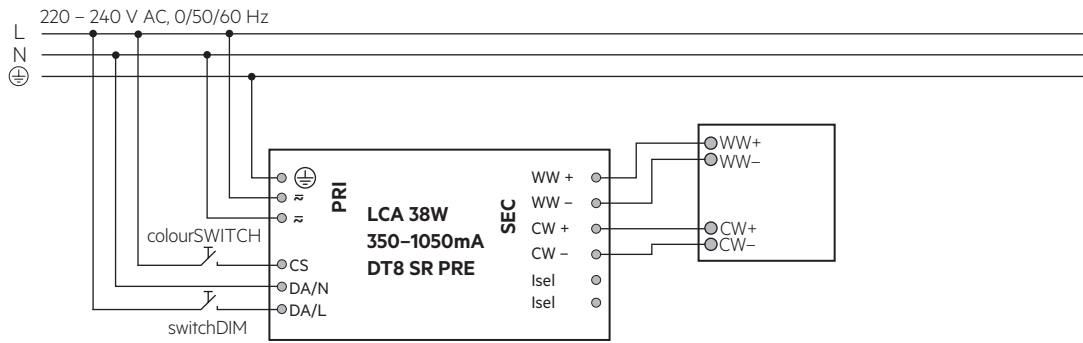 220 – 240 V AC, 0/50/60 Hz
L
N
PRI
LCA 38W
350–1050mA
DT8 SR PRE
SEC
colourSWITCH
CS
DA/N
DA/L
switchDIM
WW +
WW –
CW +
CW –
Isel
Isel
WW+
WW–
CW+
CW–